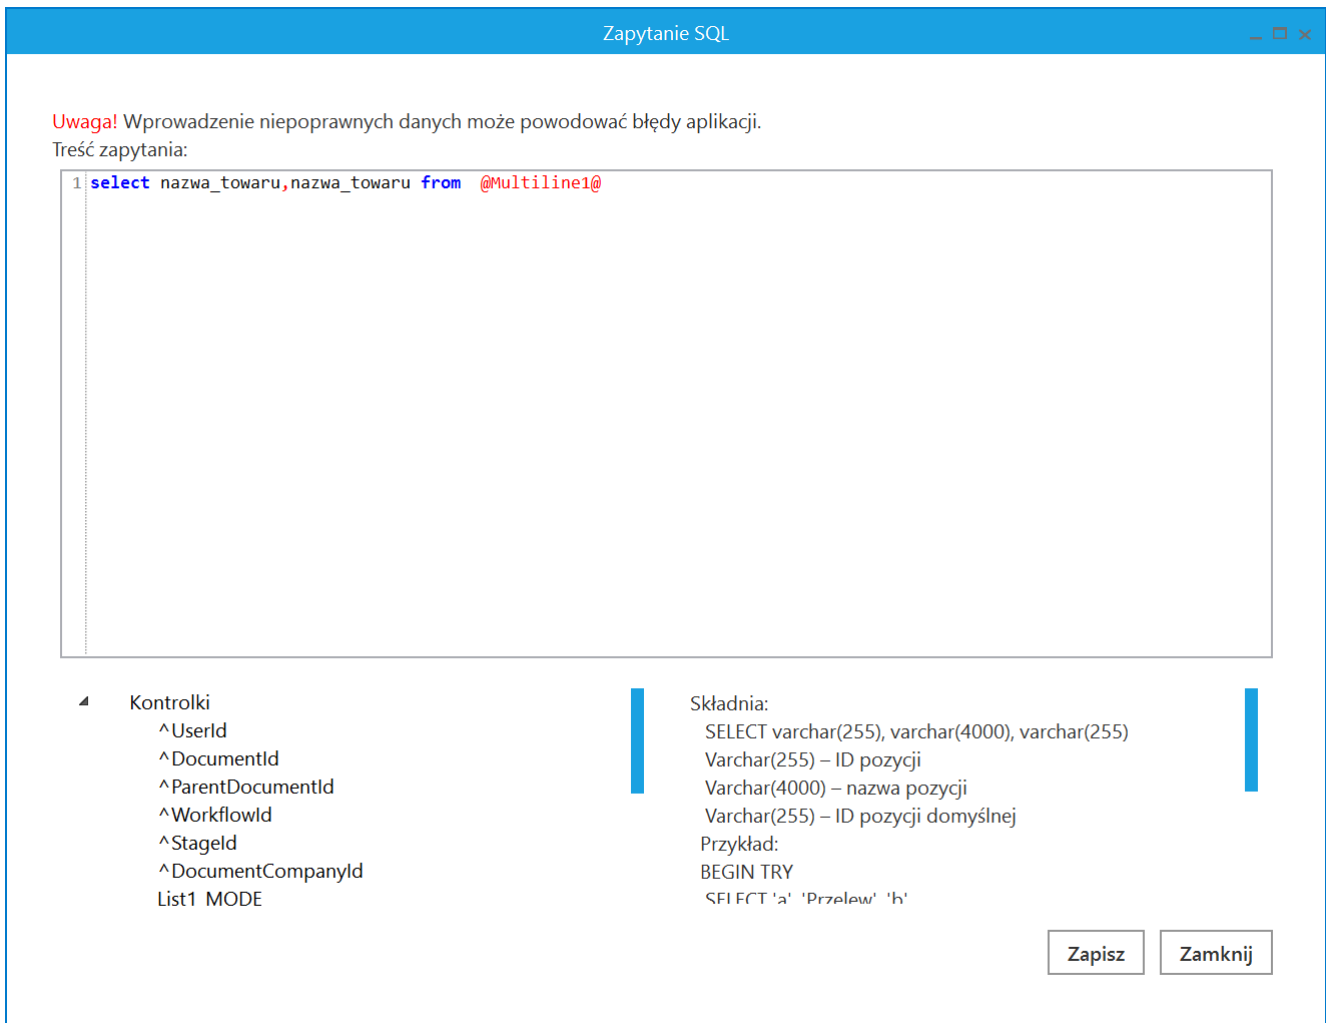 Zapytanie SQL
Uwaga! Wprowadzenie niepoprawnych danych może powodować błędy aplikacji.
Treść zapytania:
1 select nazwa_towaru,nazwa_towaru from  @Multiline1@
Kontrolki
^UserId
^DocumentId
^ParentDocumentId
^WorkflowId
^StageId
^DocumentCompanyId
List1_MODE
Składnia:
SELECT varchar(255), varchar(4000), varchar(255)
Varchar(255) – ID pozycji
Varchar(4000) – nazwa pozycji
Varchar(255) – ID pozycji domyślnej
Przykład:
BEGIN TRY
SELECT 'a', 'Przelew', 'b'
Zapisz
Zamknij